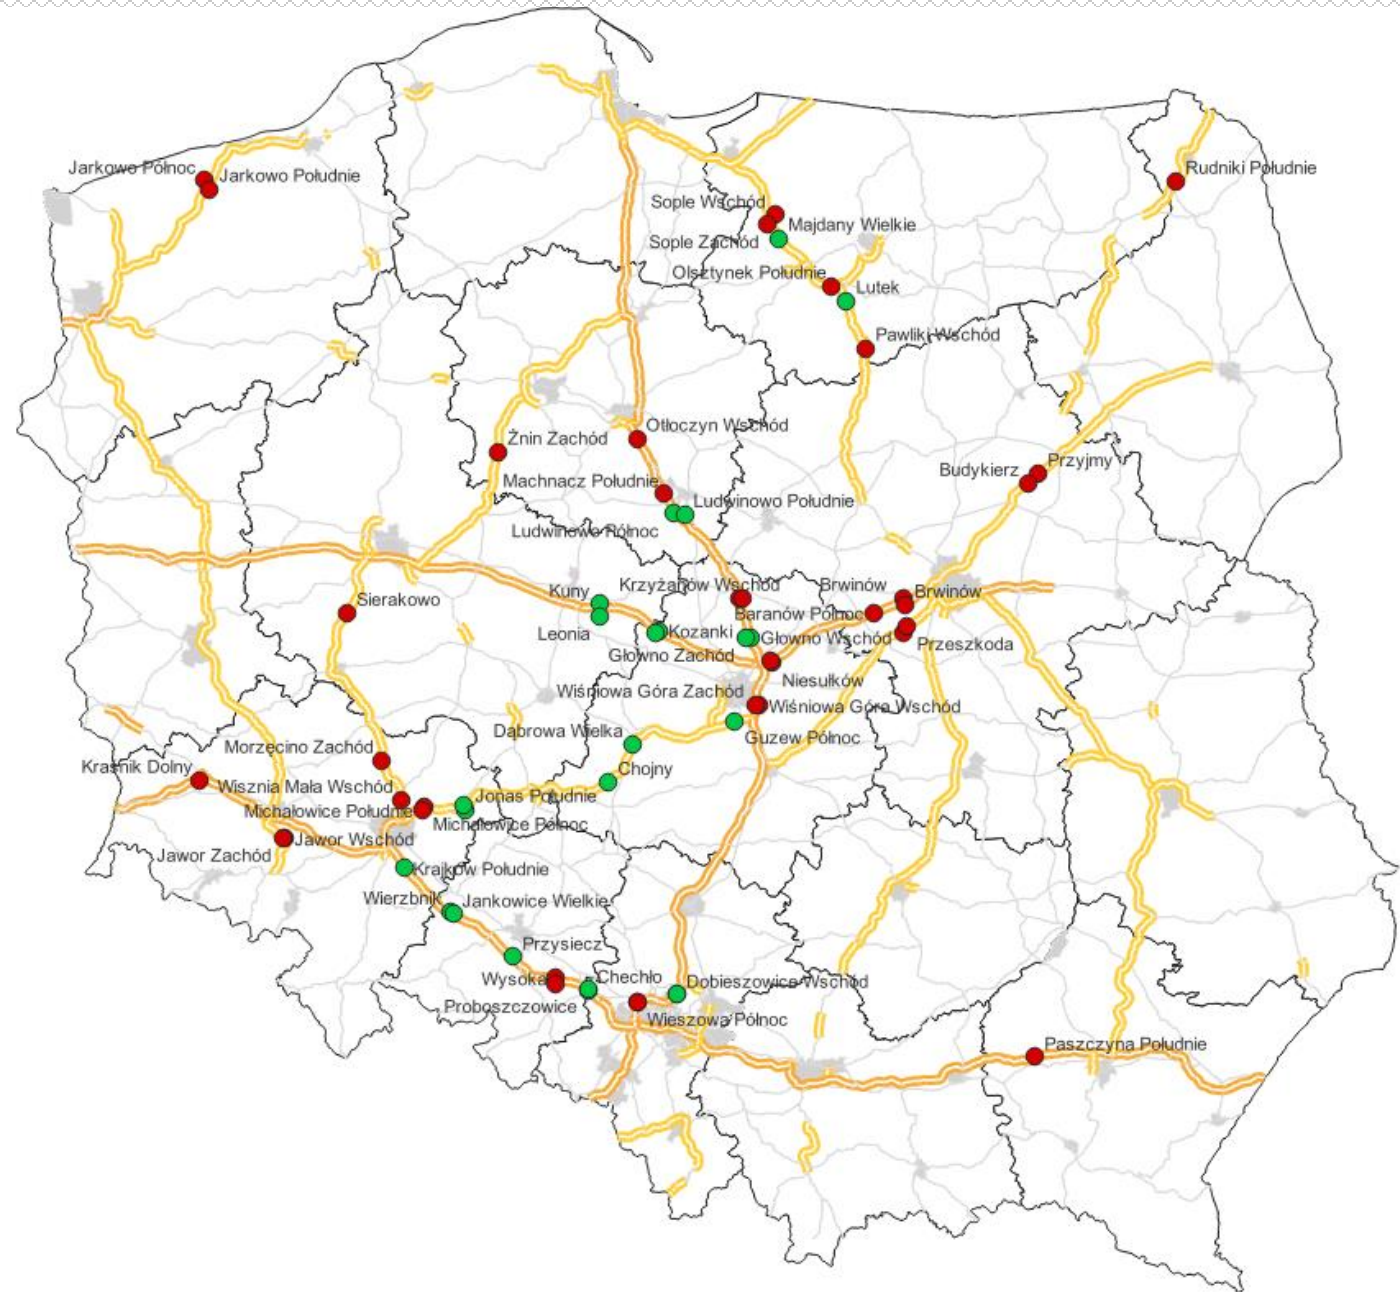 Jarkowo Północ
Jarkowo Południe
Rudniki Południe
Sople Wschód
Majdany Wielkie
Sople Zachód
Olsztynek Południe
Lutek
Pawliki Wschód
Otłoczyn Wschód
Żnin Zachód
Budykierz
Przyjmy
Machnacz Południe
Ludwinowo Południe
Ludwinowo Północ
Kuny
Krzyżanów Wschód
Brwinów
Brwinów
Sierakowo
Baranów Północ
Leonia
Kozanki
Głowno Wschód
Przeszkoda
Głowno Zachód
Niesułków
Wiśniowa Góra Zachód
Wiśniowa Góra Wschód
Dąbrowa Wielka
Guzew Północ
Morzęcino Zachód
Kraśnik Dolny
Chojny
Wisznia Mała Wschód
Jonas Południe
Michałowice Południe
Michałowice Północ
Jawor Wschód
Jawor Zachód
Krajków Południe
Wierzbnik
Jankowice Wielkie
Przysiecz
Wysoka
Chechło
Dobieszowice Wschód
Proboszczowice
Wieszowa Północ
Paszczyna Południe